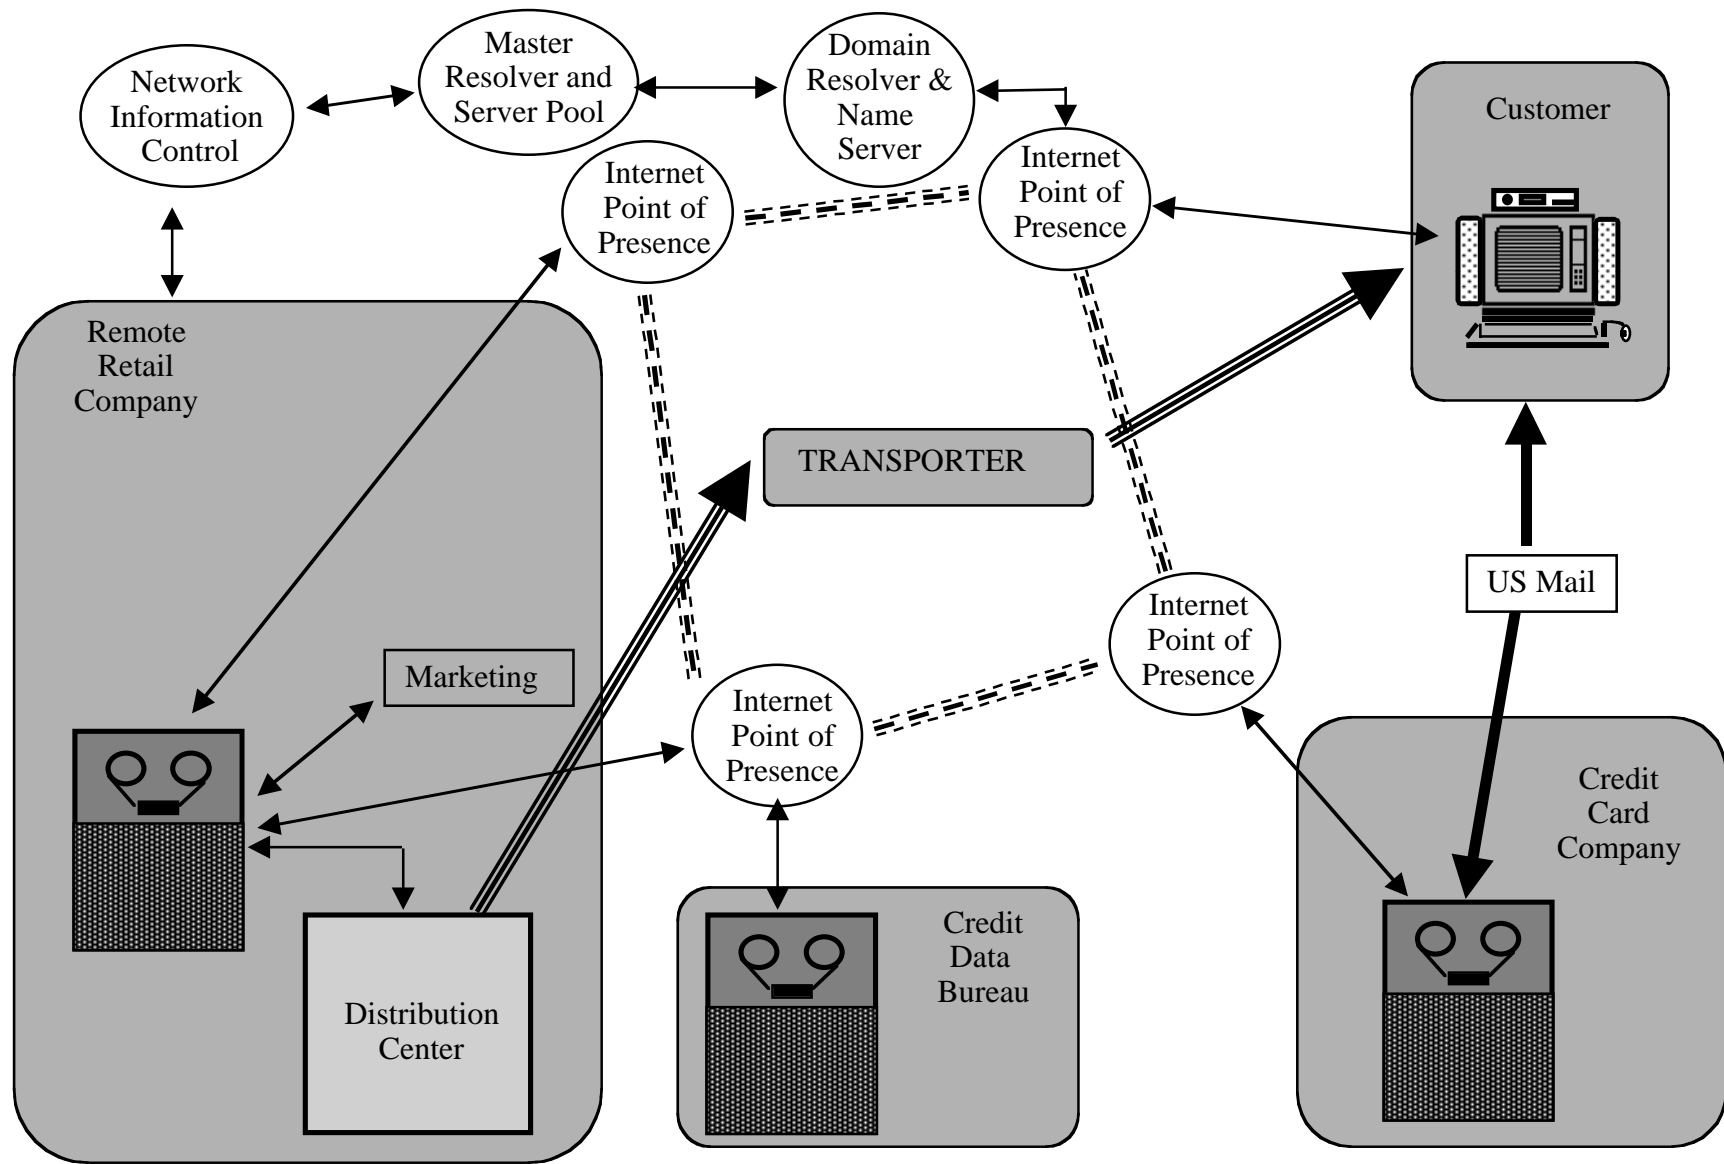 Network
Information
Control
Master
Resolver and
Server Pool
Domain
Resolver &
Name
Server
Internet
Point of
Presence
Internet
Point of
Presence
Customer
Remote
Retail
Company
TRANSPORTER
US Mail
Internet
Point of
Presence
Marketing
Internet
Point of
Presence
Credit
Card
Company
Credit
Data
Bureau
Distribution
Center